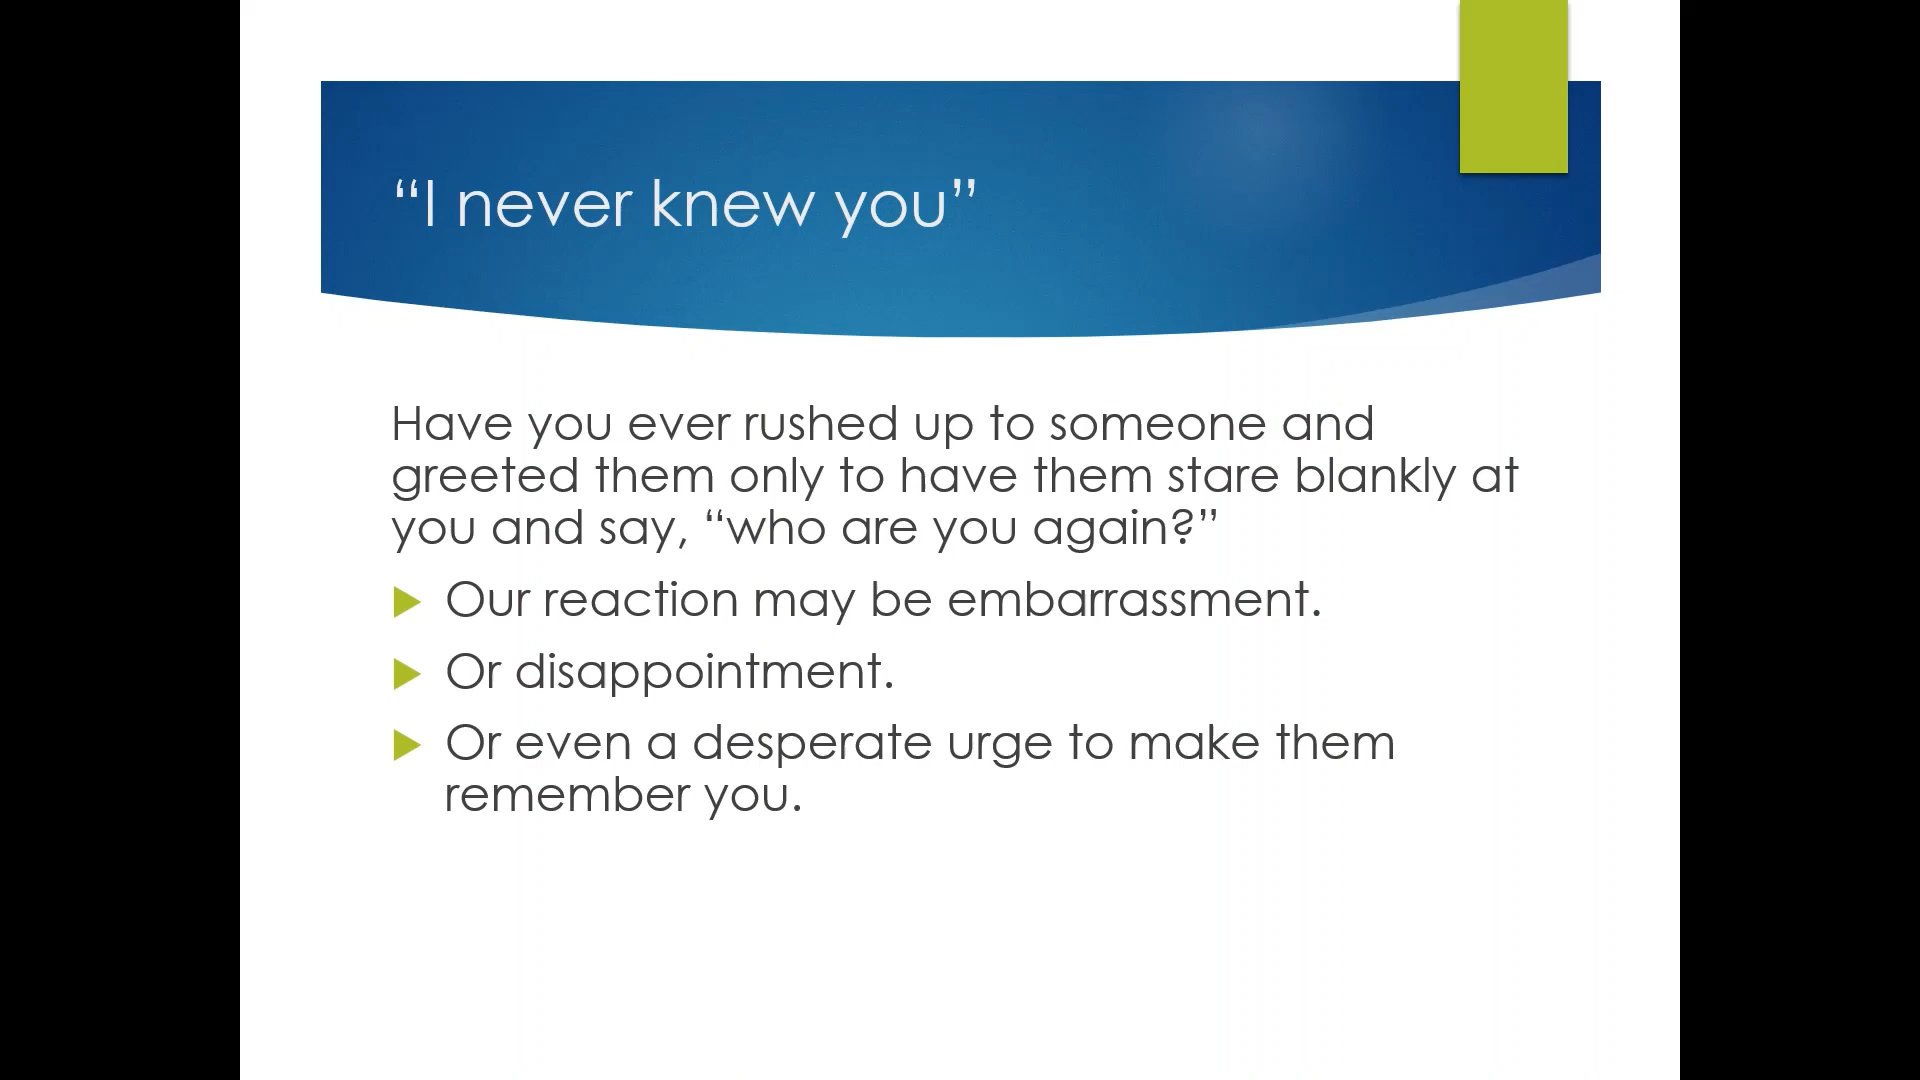 “I never knew you”
Have you ever rushed up to someone and
greeted them only to have them stare blankly at
you and say, “who are you again?”
Our reaction may be embarrassment.
Or disappointment.
Or even a desperate urge to make them
remember you.